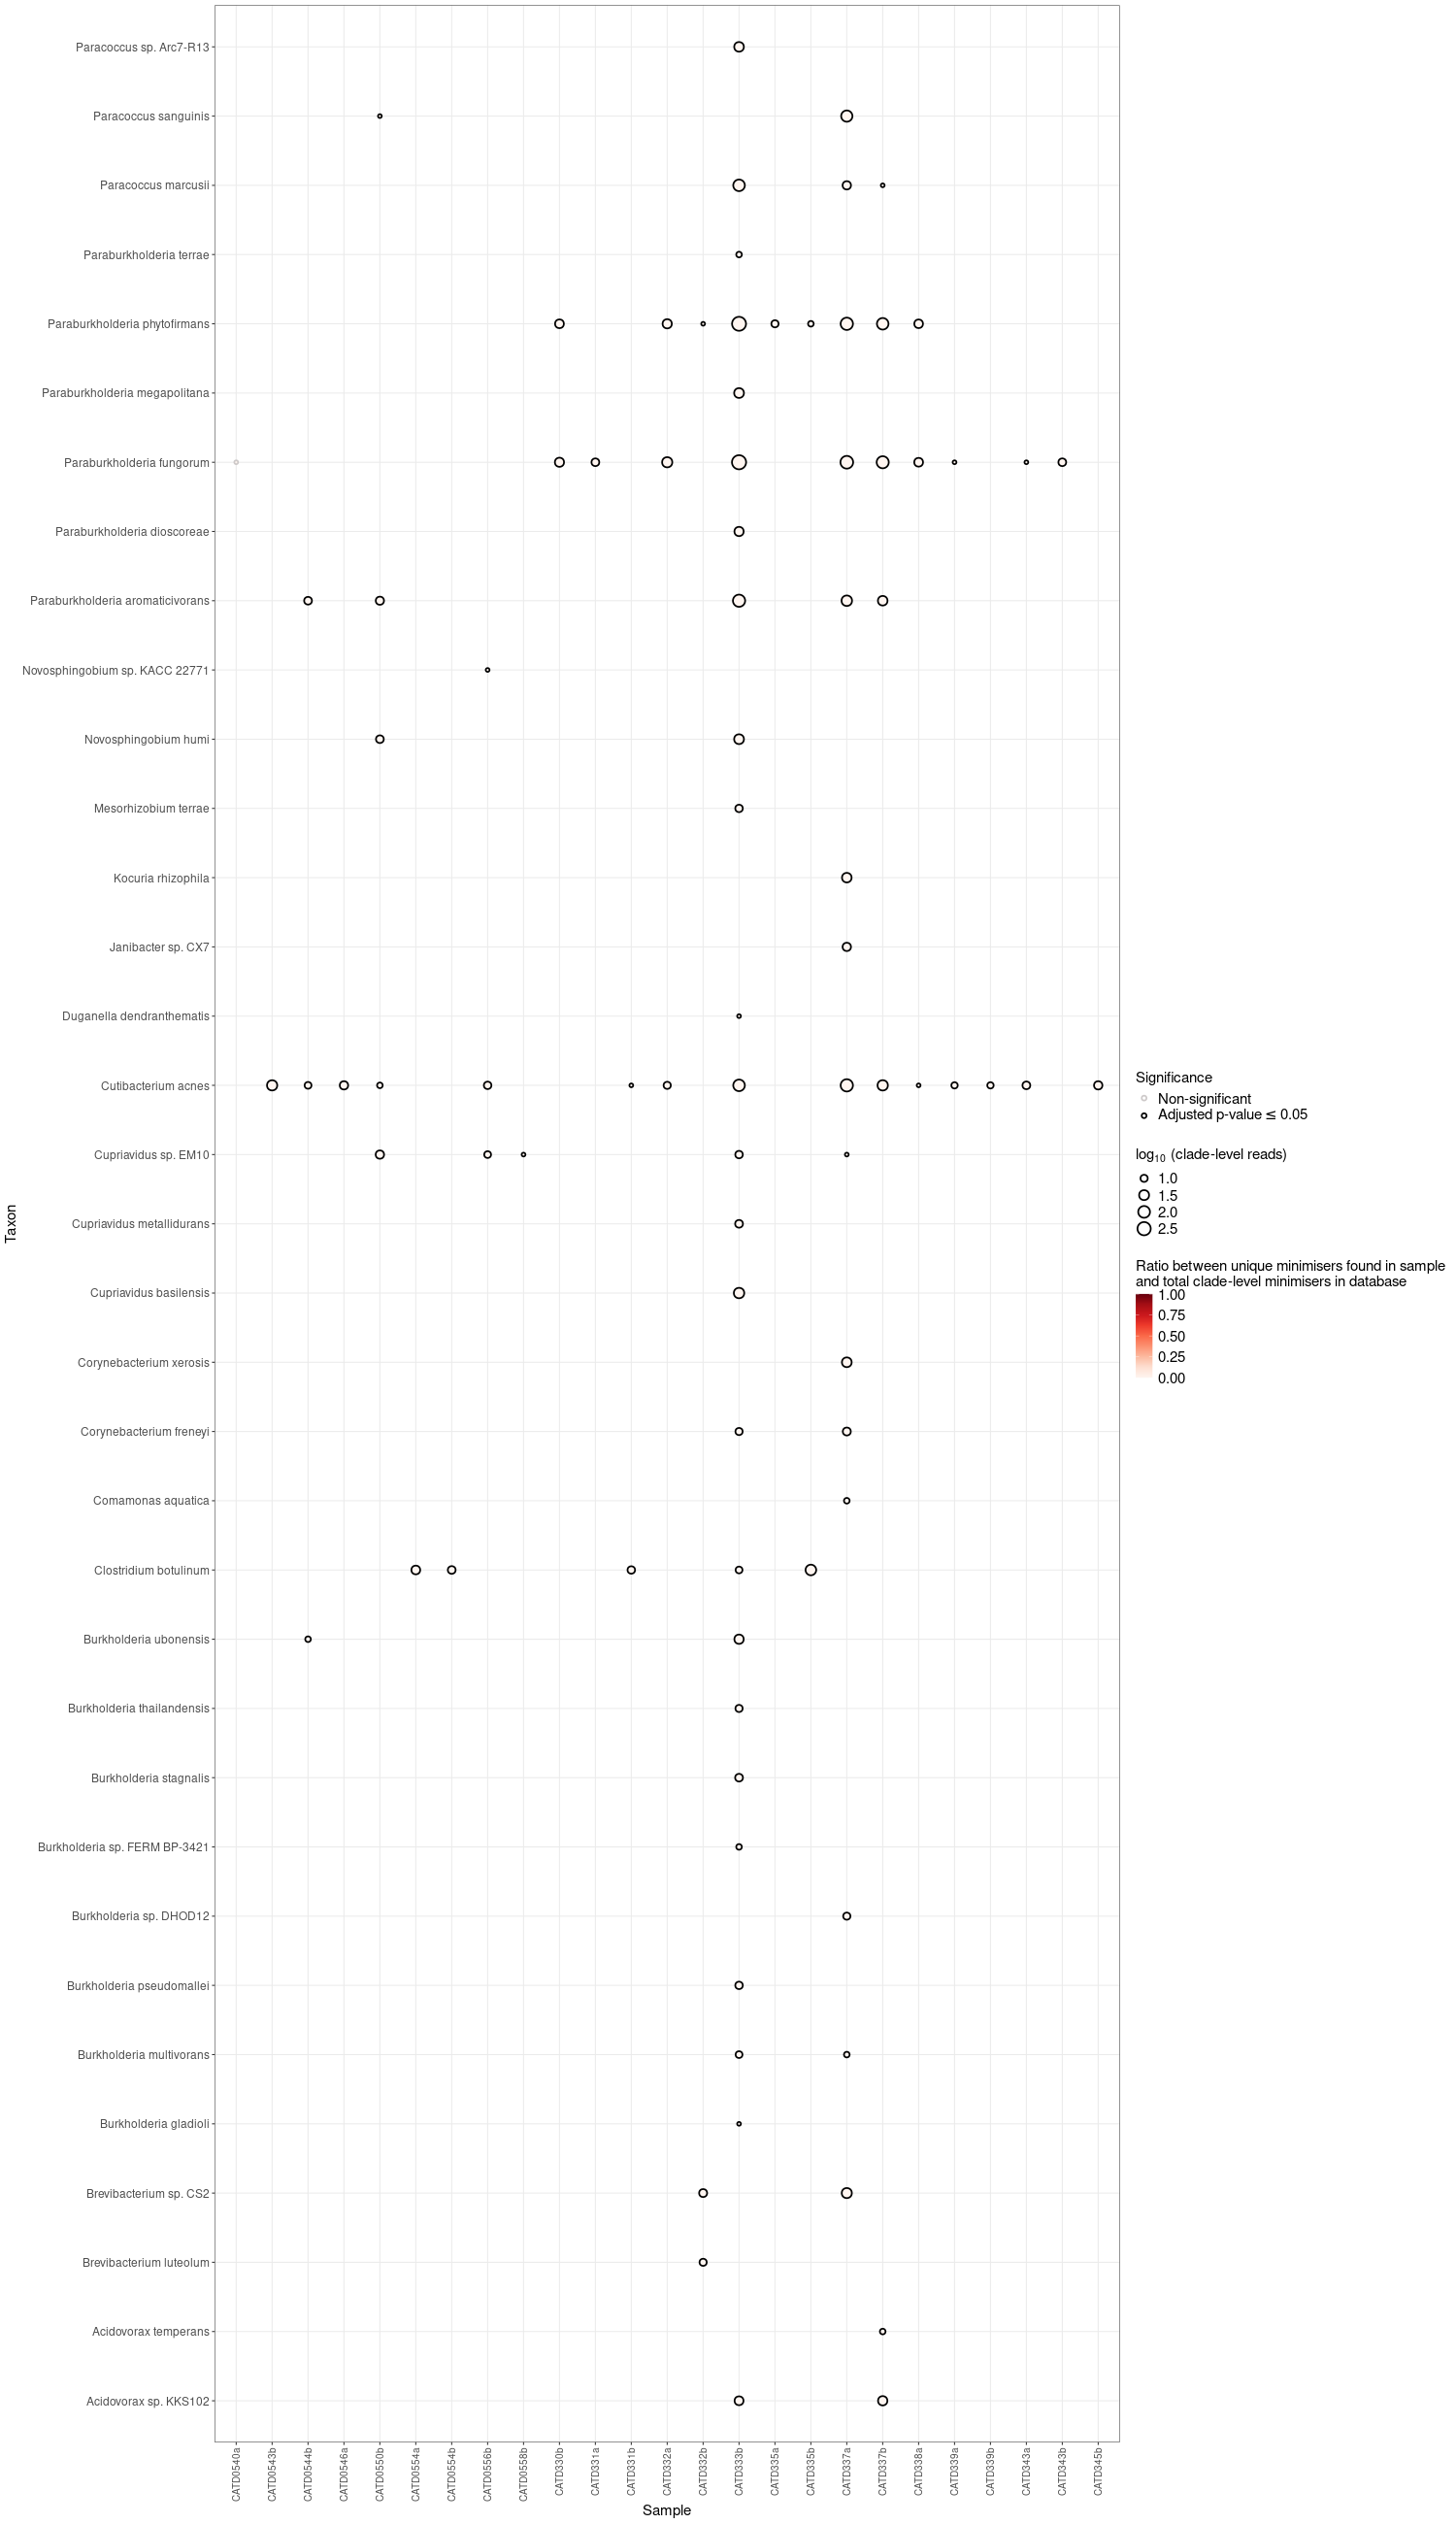 Paracoccus sp. Arc7-R13
Paracoccus sanguinis
Paracoccus marcusii
Paraburkholderia terrae
Paraburkholderia phytofirmans
Paraburkholderia megapolitana
Paraburkholderia fungorum
Paraburkholderia dioscoreae
Paraburkholderia aromaticivorans
Novosphingobium sp. KACC 22771
Novosphingobium humi
Mesorhizobium terrae
Kocuria rhizophila
Janibacter sp. CX7
Duganella dendranthematis
Cutibacterium acnes
Cupriavidus sp. EM10
Cupriavidus metallidurans
Cupriavidus basilensis
Corynebacterium xerosis
Corynebacterium freneyi
Comamonas aquatica
Clostridium botulinum
Burkholderia ubonensis
Burkholderia thailandensis
Burkholderia stagnalis
Burkholderia sp. FERM BP-3421
Burkholderia sp. DHOD12
Burkholderia pseudomallei
Burkholderia multivorans
Burkholderia gladioli
Brevibacterium sp. CS2
Brevibacterium luteolum
Acidovorax temperans
Acidovorax sp. KKS102
Taxon
CATD0540a
CATD0543b
CATD0544b
CATD0546a
CATD0550b
CATD0554a
CATD0554b
CATD0556b
CATD0558b
CATD330b
CATD331a
CATD331b
CATD332a
CATD332b
CATD333b
CATD335a
CATD335b
CATD337a
CATD337b
CATD338a
CATD339a
CATD339b
CATD343a
CATD343b
CATD345b
Sample
Significance
Non-significant
Adjusted p-value ≤ 0.05
log₁₀ (clade-level reads)
1.0
1.5
2.0
2.5
Ratio between unique minimisers found in sample
and total clade-level minimisers in database
1.00
0.75
0.50
0.25
0.00